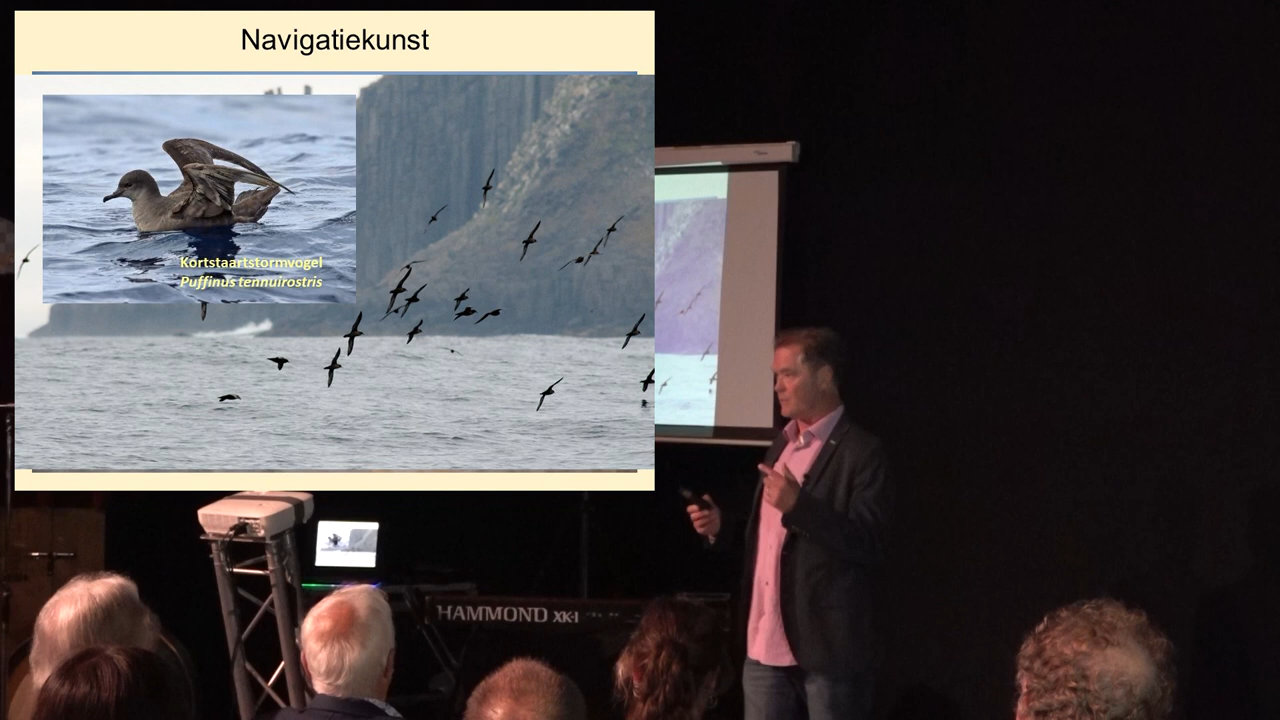 Navigatiekunst
Kortstaartstormvogel
Puffinus tennuirostris
HAMMOND XK-1